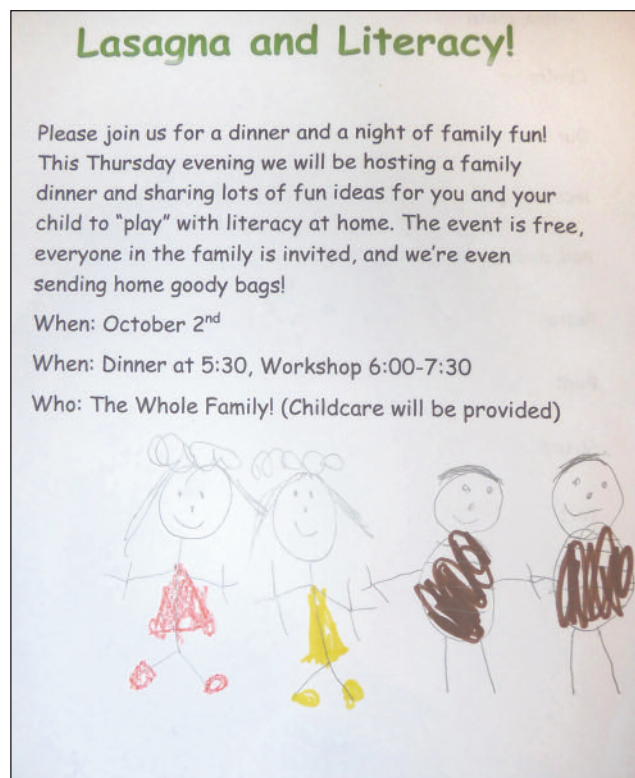 Lasagna and Literacy!
Please join us for a dinner and a night of family fun!
This Thursday evening we will be hosting a family
dinner and sharing lots of fun ideas for you and your
child to “play” with literacy at home. The event is free,
everyone in the family is invited, and we’re even
sending home goody bags!
When: October 2nd
When: Dinner at 5:30, Workshop 6:00-7:30
Who: The Whole Family! (Childcare will be provided)